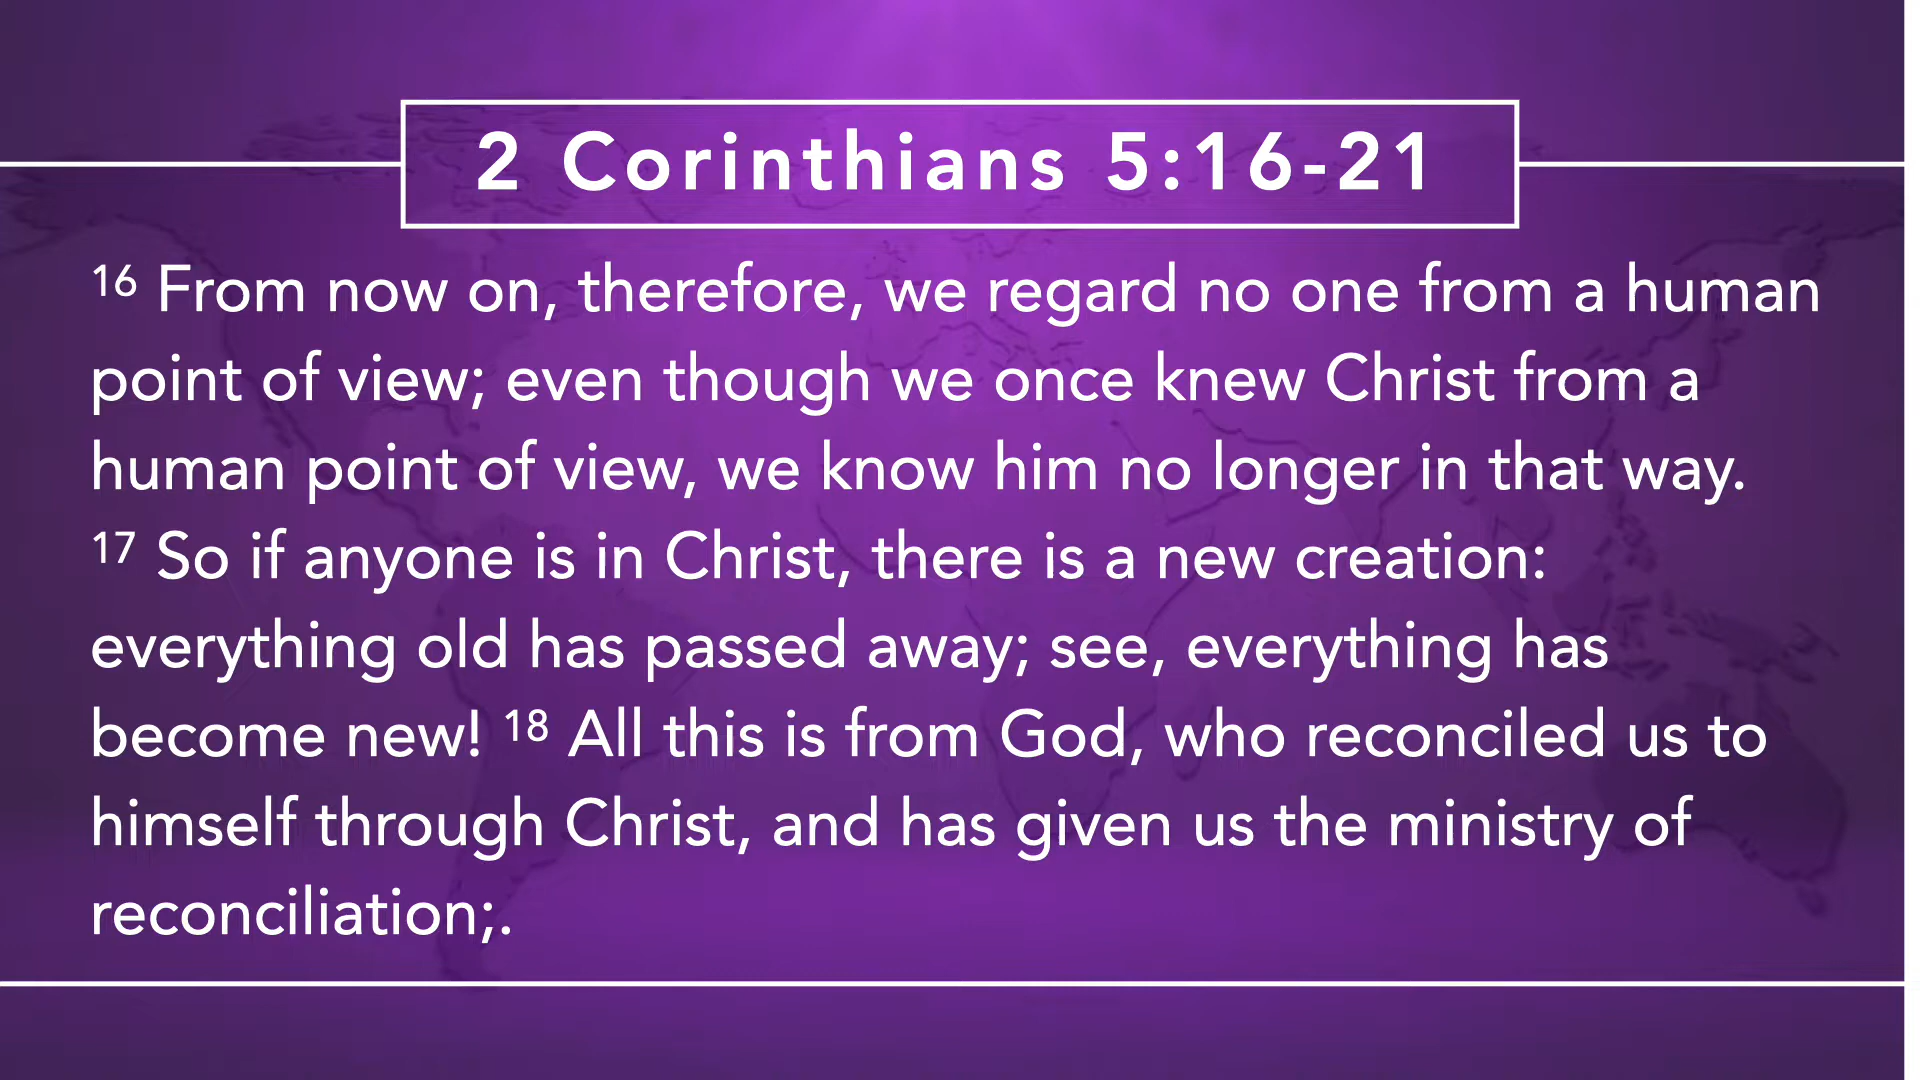 2 Corinthians 5:16-21
16 From now on, therefore, we regard no one from a human
point of view; even though we once knew Christ from a
human point of view, we know him no longer in that way.
17 So if anyone is in Christ, there is a new creation:
everything old has passed away; see, everything has
become new! 18 All this is from God, who reconciled us to
himself through Christ, and has given us the ministry of
reconciliation;.